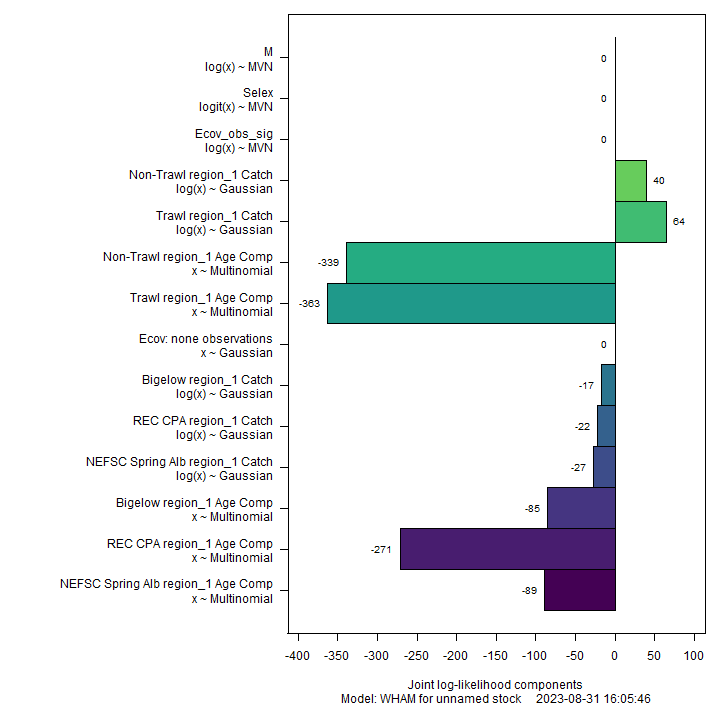 M
log(x) ~ MVN
0
Selex
logit(x) ~ MVN
0
Ecov_obs_sig
log(x) ~ MVN
0
Non-Trawl region_1 Catch
log(x) ~ Gaussian
40
Trawl region_1 Catch
log(x) ~ Gaussian
64
Non-Trawl region_1 Age Comp
x ~ Multinomial
-339
Trawl region_1 Age Comp
x ~ Multinomial
-363
Ecov: none observations
x ~ Gaussian
0
Bigelow region_1 Catch
log(x) ~ Gaussian
-17
REC CPA region_1 Catch
log(x) ~ Gaussian
-22
NEFSC Spring Alb region_1 Catch
log(x) ~ Gaussian
-27
Bigelow region_1 Age Comp
x ~ Multinomial
-85
REC CPA region_1 Age Comp
x ~ Multinomial
-271
NEFSC Spring Alb region_1 Age Comp
x ~ Multinomial
-89
-400 -350 -300 -250 -200 -150 -100 -50 0 50 100
Joint log-likelihood components
Model: WHAM for unnamed stock 2023-08-31 16:05:46